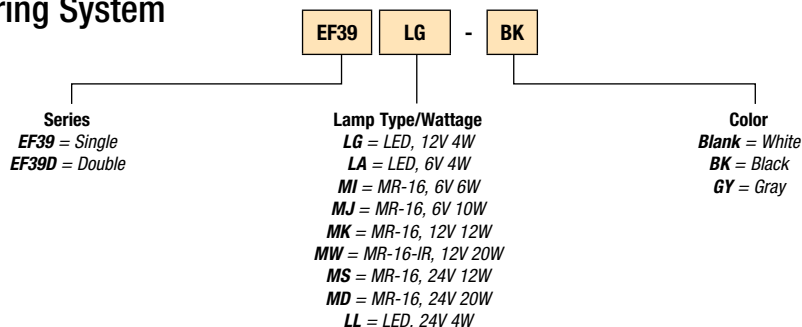 ring System
EF39 LG - BK
Series
EF39 = Single
EF39D = Double
Lamp Type/Wattage
LG = LED, 12V 4W
LA = LED, 6V 4W
MI = MR-16, 6V 6W
MJ = MR-16, 6V 10W
MK = MR-16, 12V 12W
MW = MR-16-IR, 12V 20W
MS = MR-16, 24V 12W
MD = MR-16, 24V 20W
LL = LED. 24V 4W
Color
Blank = White
BK = Black
GY = Gray